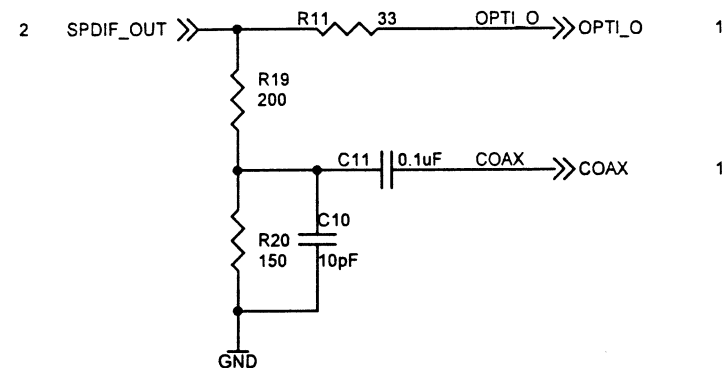 2 SPDIF_OUT R11 33 OPTI_O OPTI_O 1
R19
200
C11 0.1uF COAX COAX 1
C10
R20
150 10pF
GND